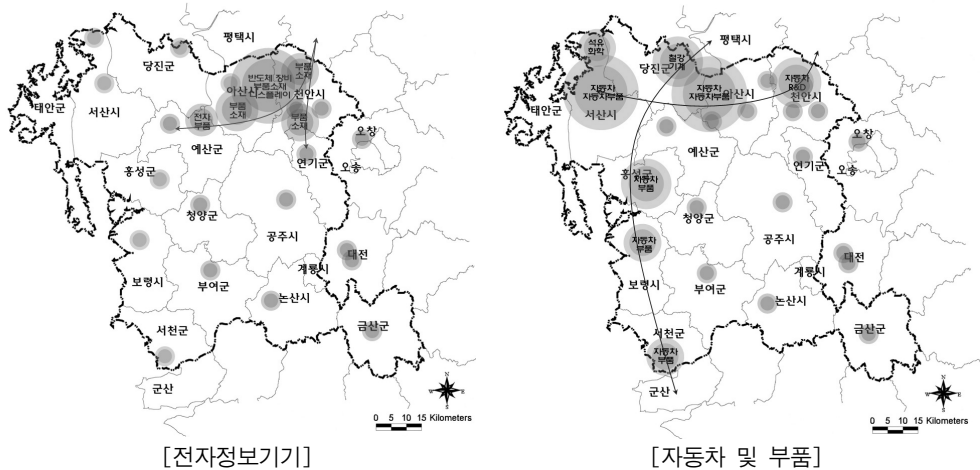 평택시
당진군
반도체 장비
부품소재
부품
소재
아산시
천안시
태안군
서산시
전자
부품
부품
소재
부품
소재
오창
예산군
연기군
오송
홍성군
청양군
공주시
대전
계룡시
보령시
부여군
논산시
서천군
금산군
군산
N
W
E
S
0 5 10 15 Kilometers
[전자정보기기]
평택시
석유
화학
당진군
철강
기계
자동차
자동차부품
자동차
자동차부품
아산시
자동차
R&D
천안시
태안군
서산시
오창
예산군
연기군
오송
홍성군
자동차
부품
청양군
공주시
자동차
부품
대전
계룡시
보령시
부여군
논산시
서천군
자동차
부품
금산군
군산
N
W
E
S
0 5 10 15 Kilometers
[자동차 및 부품]